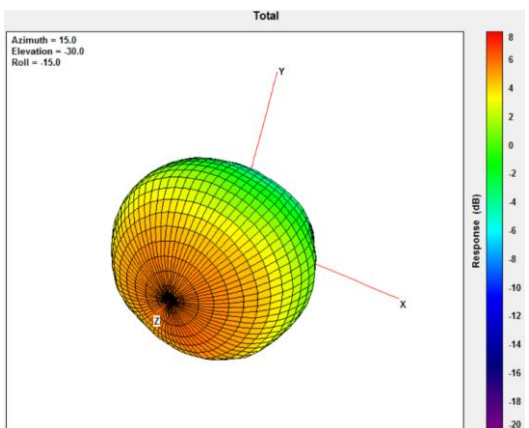 Total
Azimuth = 15.0
Elevation = -30.0
Roll = -15.0
Y
X
Z
Response (dB)
8
6
4
2
0
-2
-4
-6
-8
-10
-12
-14
-16
-18
-20